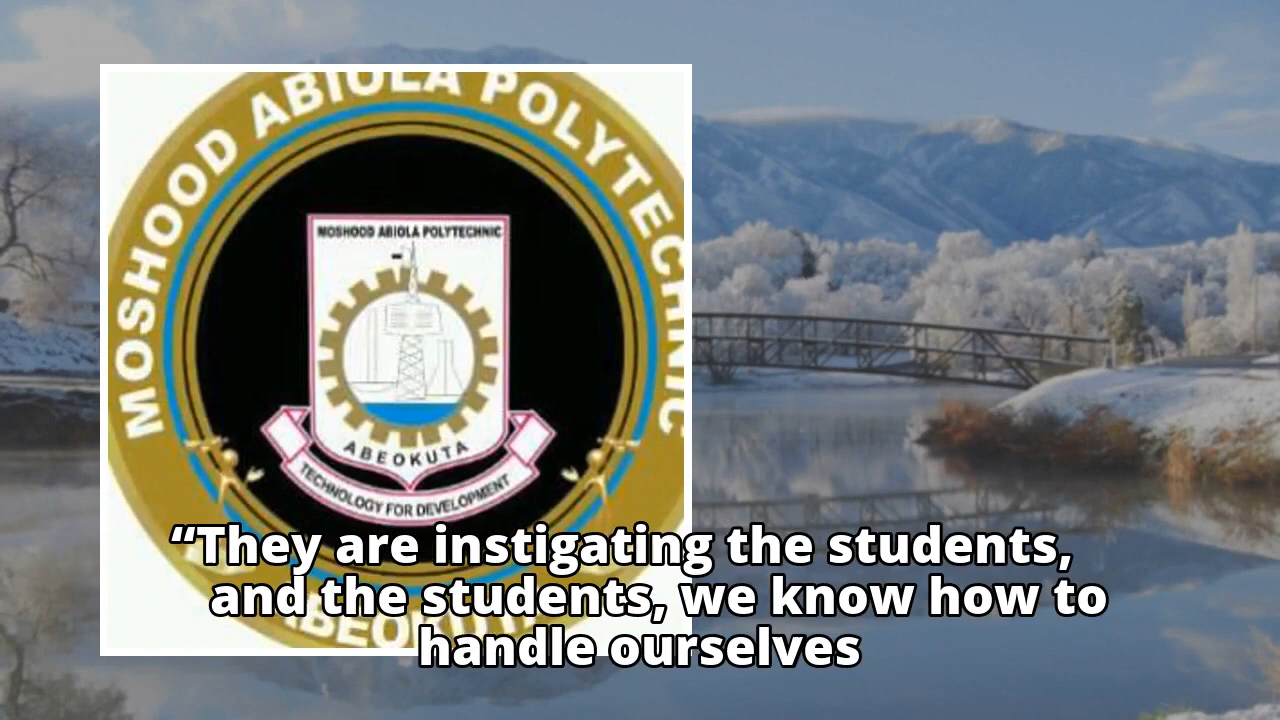 MOSHOOD ABIOLA POLYTECHNIC
MOSHOOD ABIOLA POLYTECHNIC
ABEOKUTA
TECHNOLOGY FOR DEVELOPMENT
“They are instigating the students,
and the students, we know how to
handle ourselves